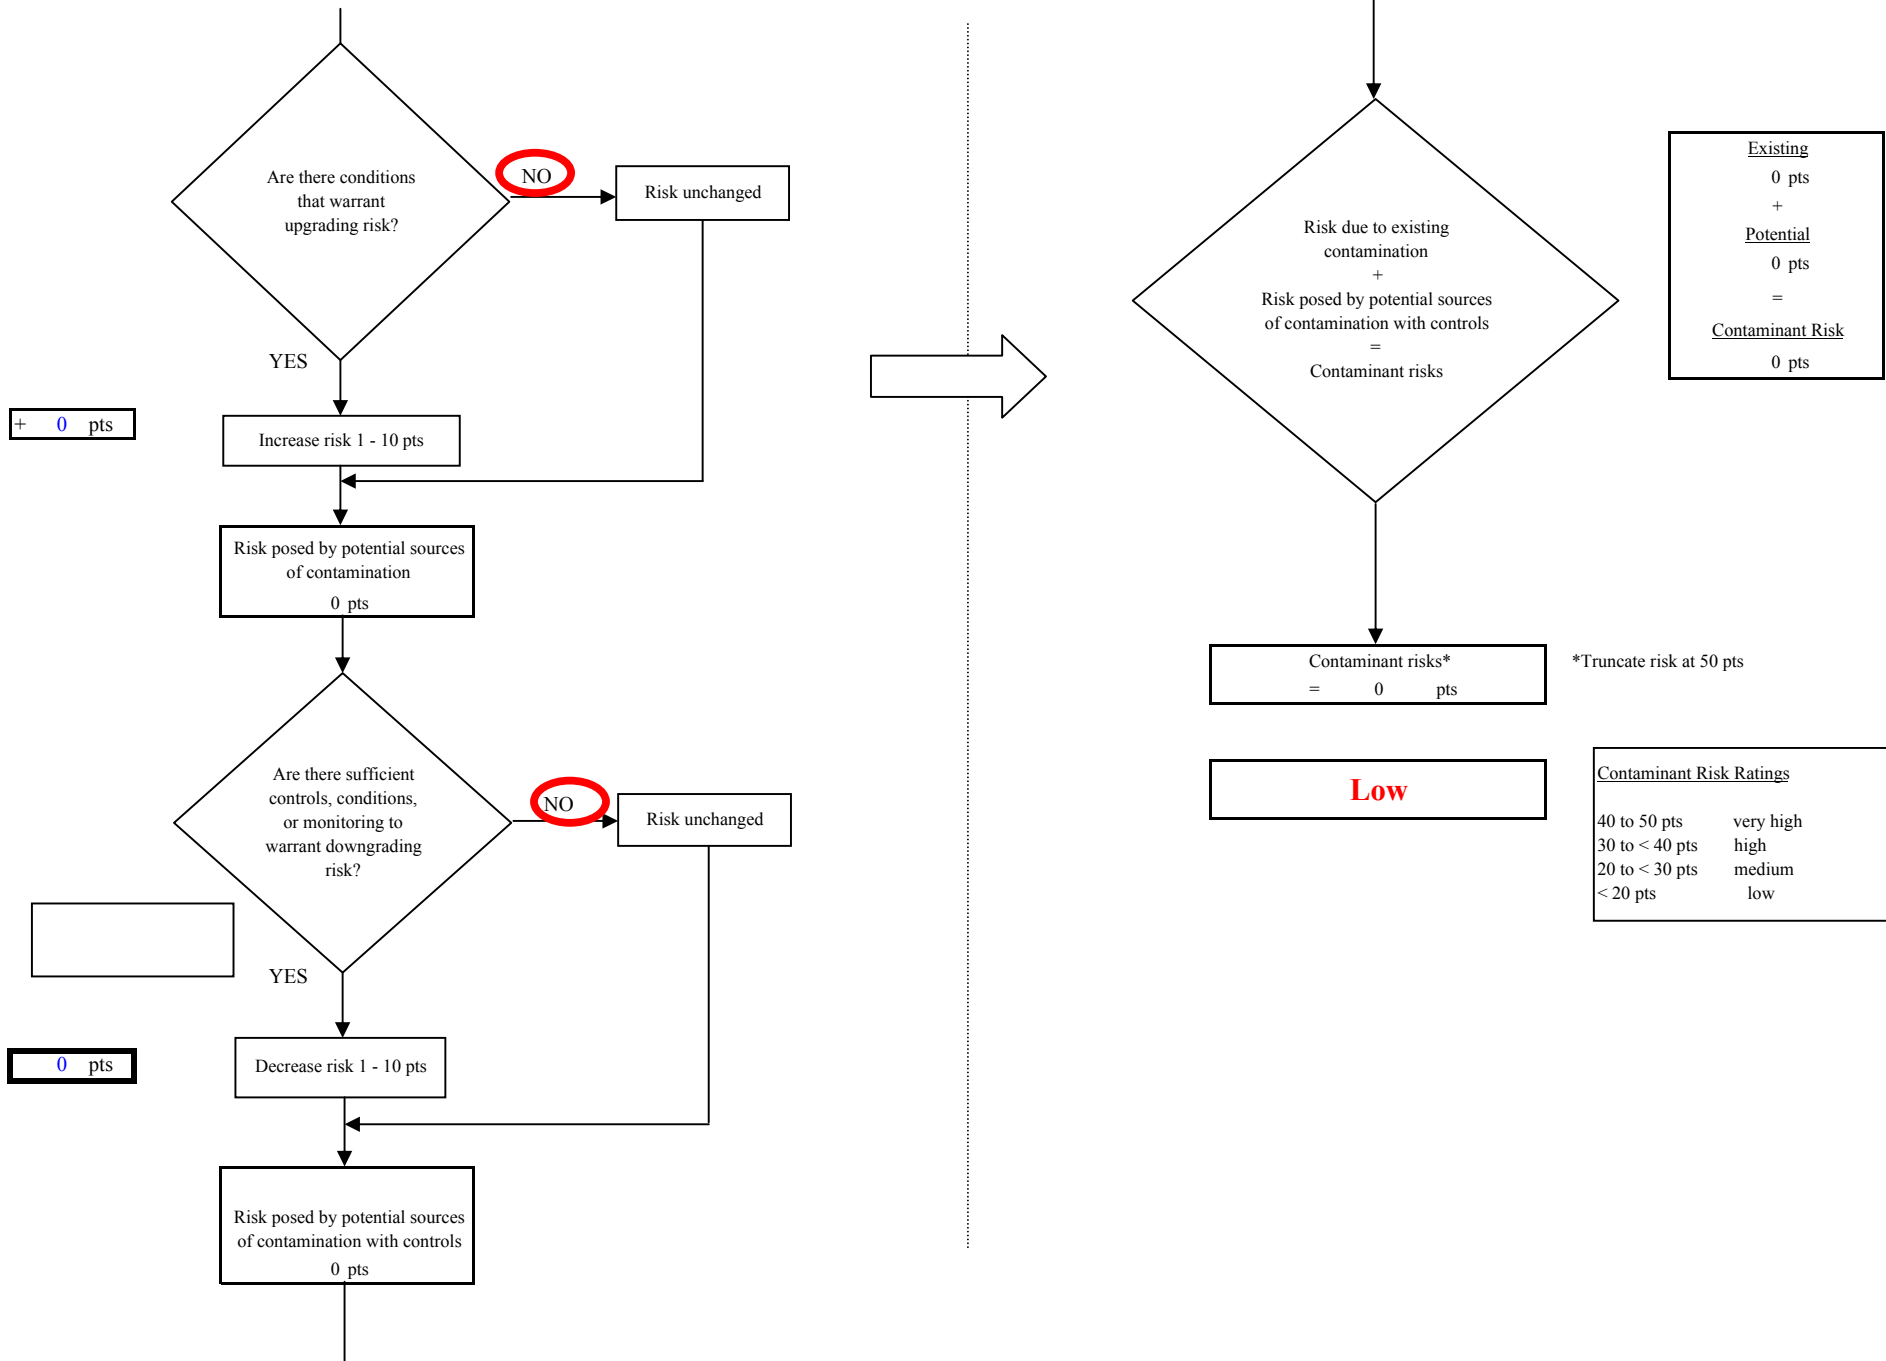 Are there conditions
that warrant
upgrading risk?
NO
Risk unchanged
YES
+ 0 pts
Increase risk 1 - 10 pts
Risk posed by potential sources
of contamination
0 pts
Are there sufficient
controls, conditions,
or monitoring to
warrant downgrading
risk?
NO
Risk unchanged
YES
0 pts
Decrease risk 1 - 10 pts
Risk posed by potential sources
of contamination with controls
0 pts
Risk due to existing
contamination
+
Risk posed by potential sources
of contamination with controls
=
Contaminant risks
Existing
0 pts
+
Potential
0 pts
=
Contaminant Risk
0 pts
Contaminant risks*
= 0 pts
*Truncate risk at 50 pts
Low
Contaminant Risk Ratings
40 to 50 pts very high
30 to < 40 pts high
20 to < 30 pts medium
< 20 pts low